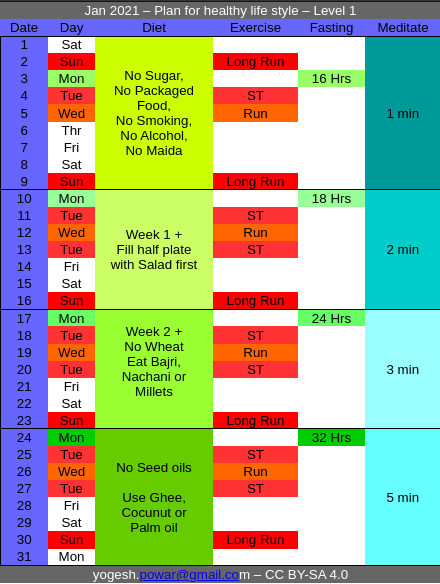 Jan 2021 – Plan for healthy life style – Level 1
Date Day Diet Exercise Fasting Meditate
1 Sat
2 Sun Long Run
3 Mon 16 Hrs
4 Tue ST
5 Wed Run
6 Thr
7 Fri
8 Sat
9 Sun Long Run
No Sugar,
No Packaged
Food,
No Smoking,
No Alcohol,
No Maida
1 min
10 Mon 18 Hrs
11 Tue ST
12 Wed Run
13 Tue ST
14 Fri
15 Sat
16 Sun Long Run
Week 1 +
Fill half plate
with Salad first
2 min
17 Mon 24 Hrs
18 Tue ST
19 Wed Run
20 Tue ST
21 Fri
22 Sat
23 Sun Long Run
Week 2 +
No Wheat
Eat Bajri,
Nachani or
Millets
3 min
24 Mon 32 Hrs
25 Tue ST
26 Wed Run
27 Tue ST
28 Fri
29 Sat
30 Sun Long Run
31 Mon
No Seed oils
Use Ghee,
Cocunut or
Palm oil
5 min
yogesh.powar@gmail.com – CC BY-SA 4.0